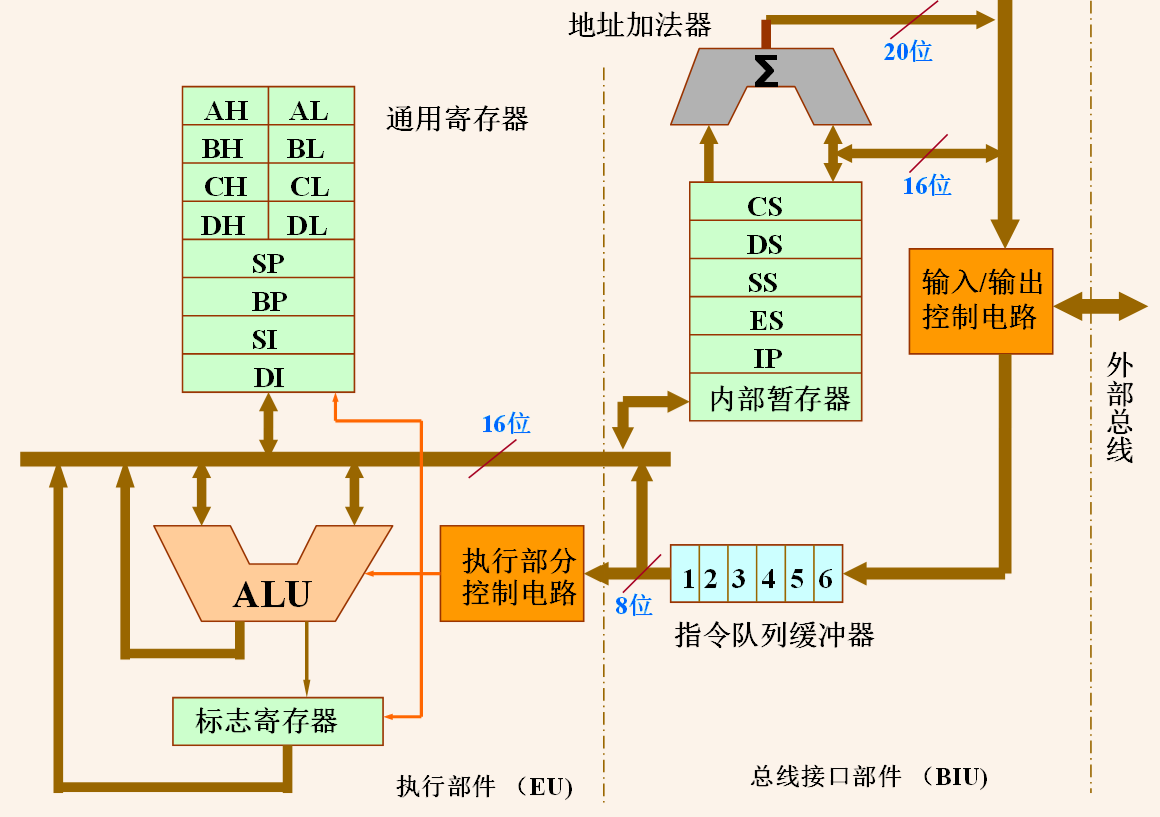 地址加法器
Σ
20位
AH AL
BH BL
CH CL
DH DL
SP
BP
SI
DI
通用寄存器
16位
CS
DS
SS
ES
IP
内部暂存器
输入/输出
控制电路
外部总线
16位
ALU
执行部分
控制电路
8位
1 2 3 4 5 6
指令队列缓冲器
标志寄存器
执行部件 （EU)
总线接口部件 （BIU)